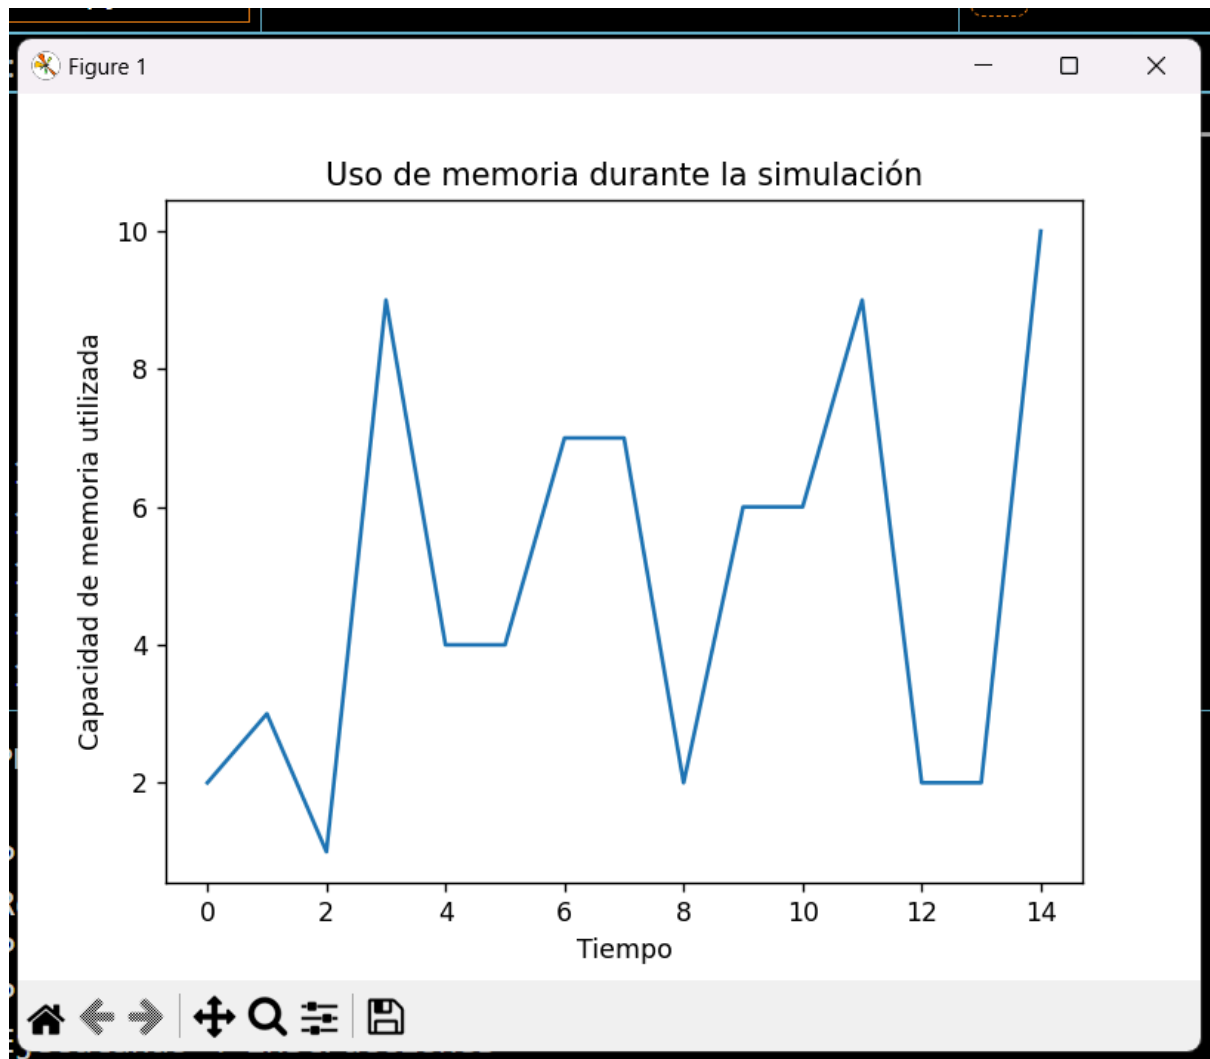 Figure 1
Uso de memoria durante la simulación
Capacidad de memoria utilizada
10
8
6
4
2
0 2 4 6 8 10 12 14
Tiempo